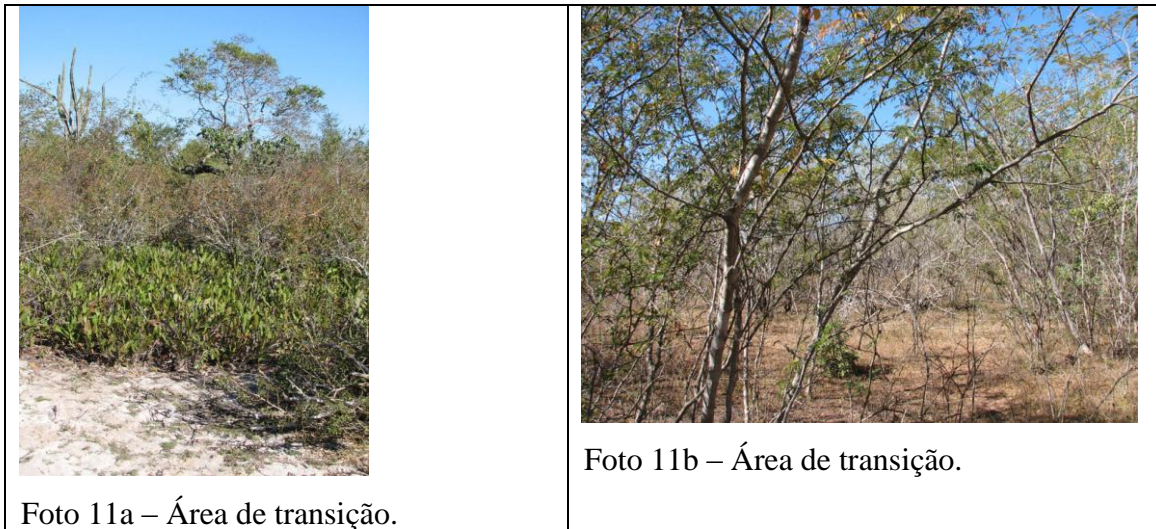 Foto 11a – Área de transição.
Foto 11b – Área de transição.